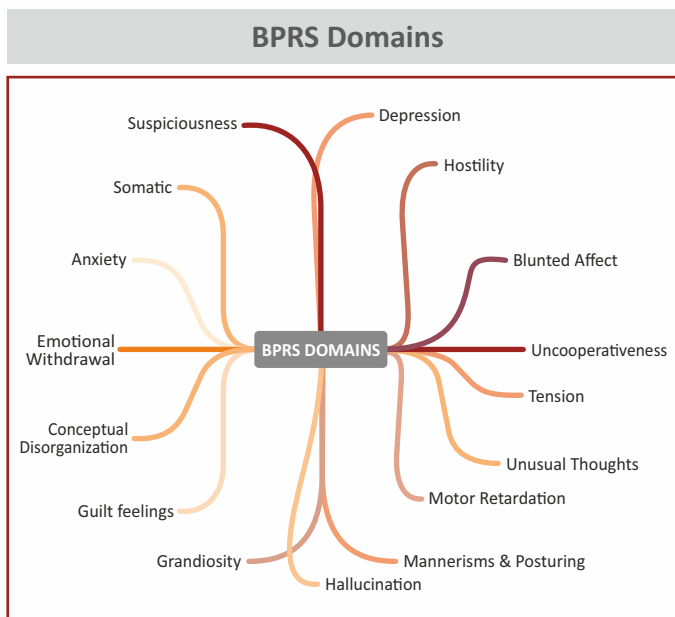 BPRS Domains
Suspiciousness
Depression
Hostility
Somatic
Anxiety
Blunted Affect
Emotional
Withdrawal
BPRS DOMAINS
Uncooperativeness
Tension
Conceptual
Disorganization
Unusual Thoughts
Guilt feelings
Motor Retardation
Grandiosity
Mannerisms & Posturing
Hallucination